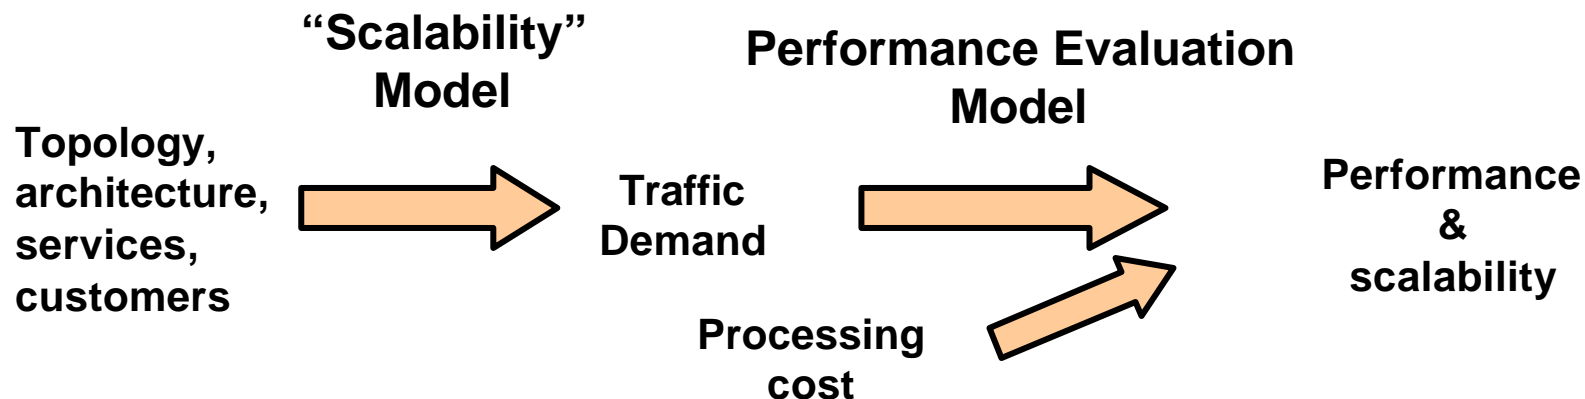 “Scalability”
Model
Performance Evaluation
Model
Topology,
architecture,
services,
customers
Traffic
Demand
Performance
&
scalability
Processing
cost